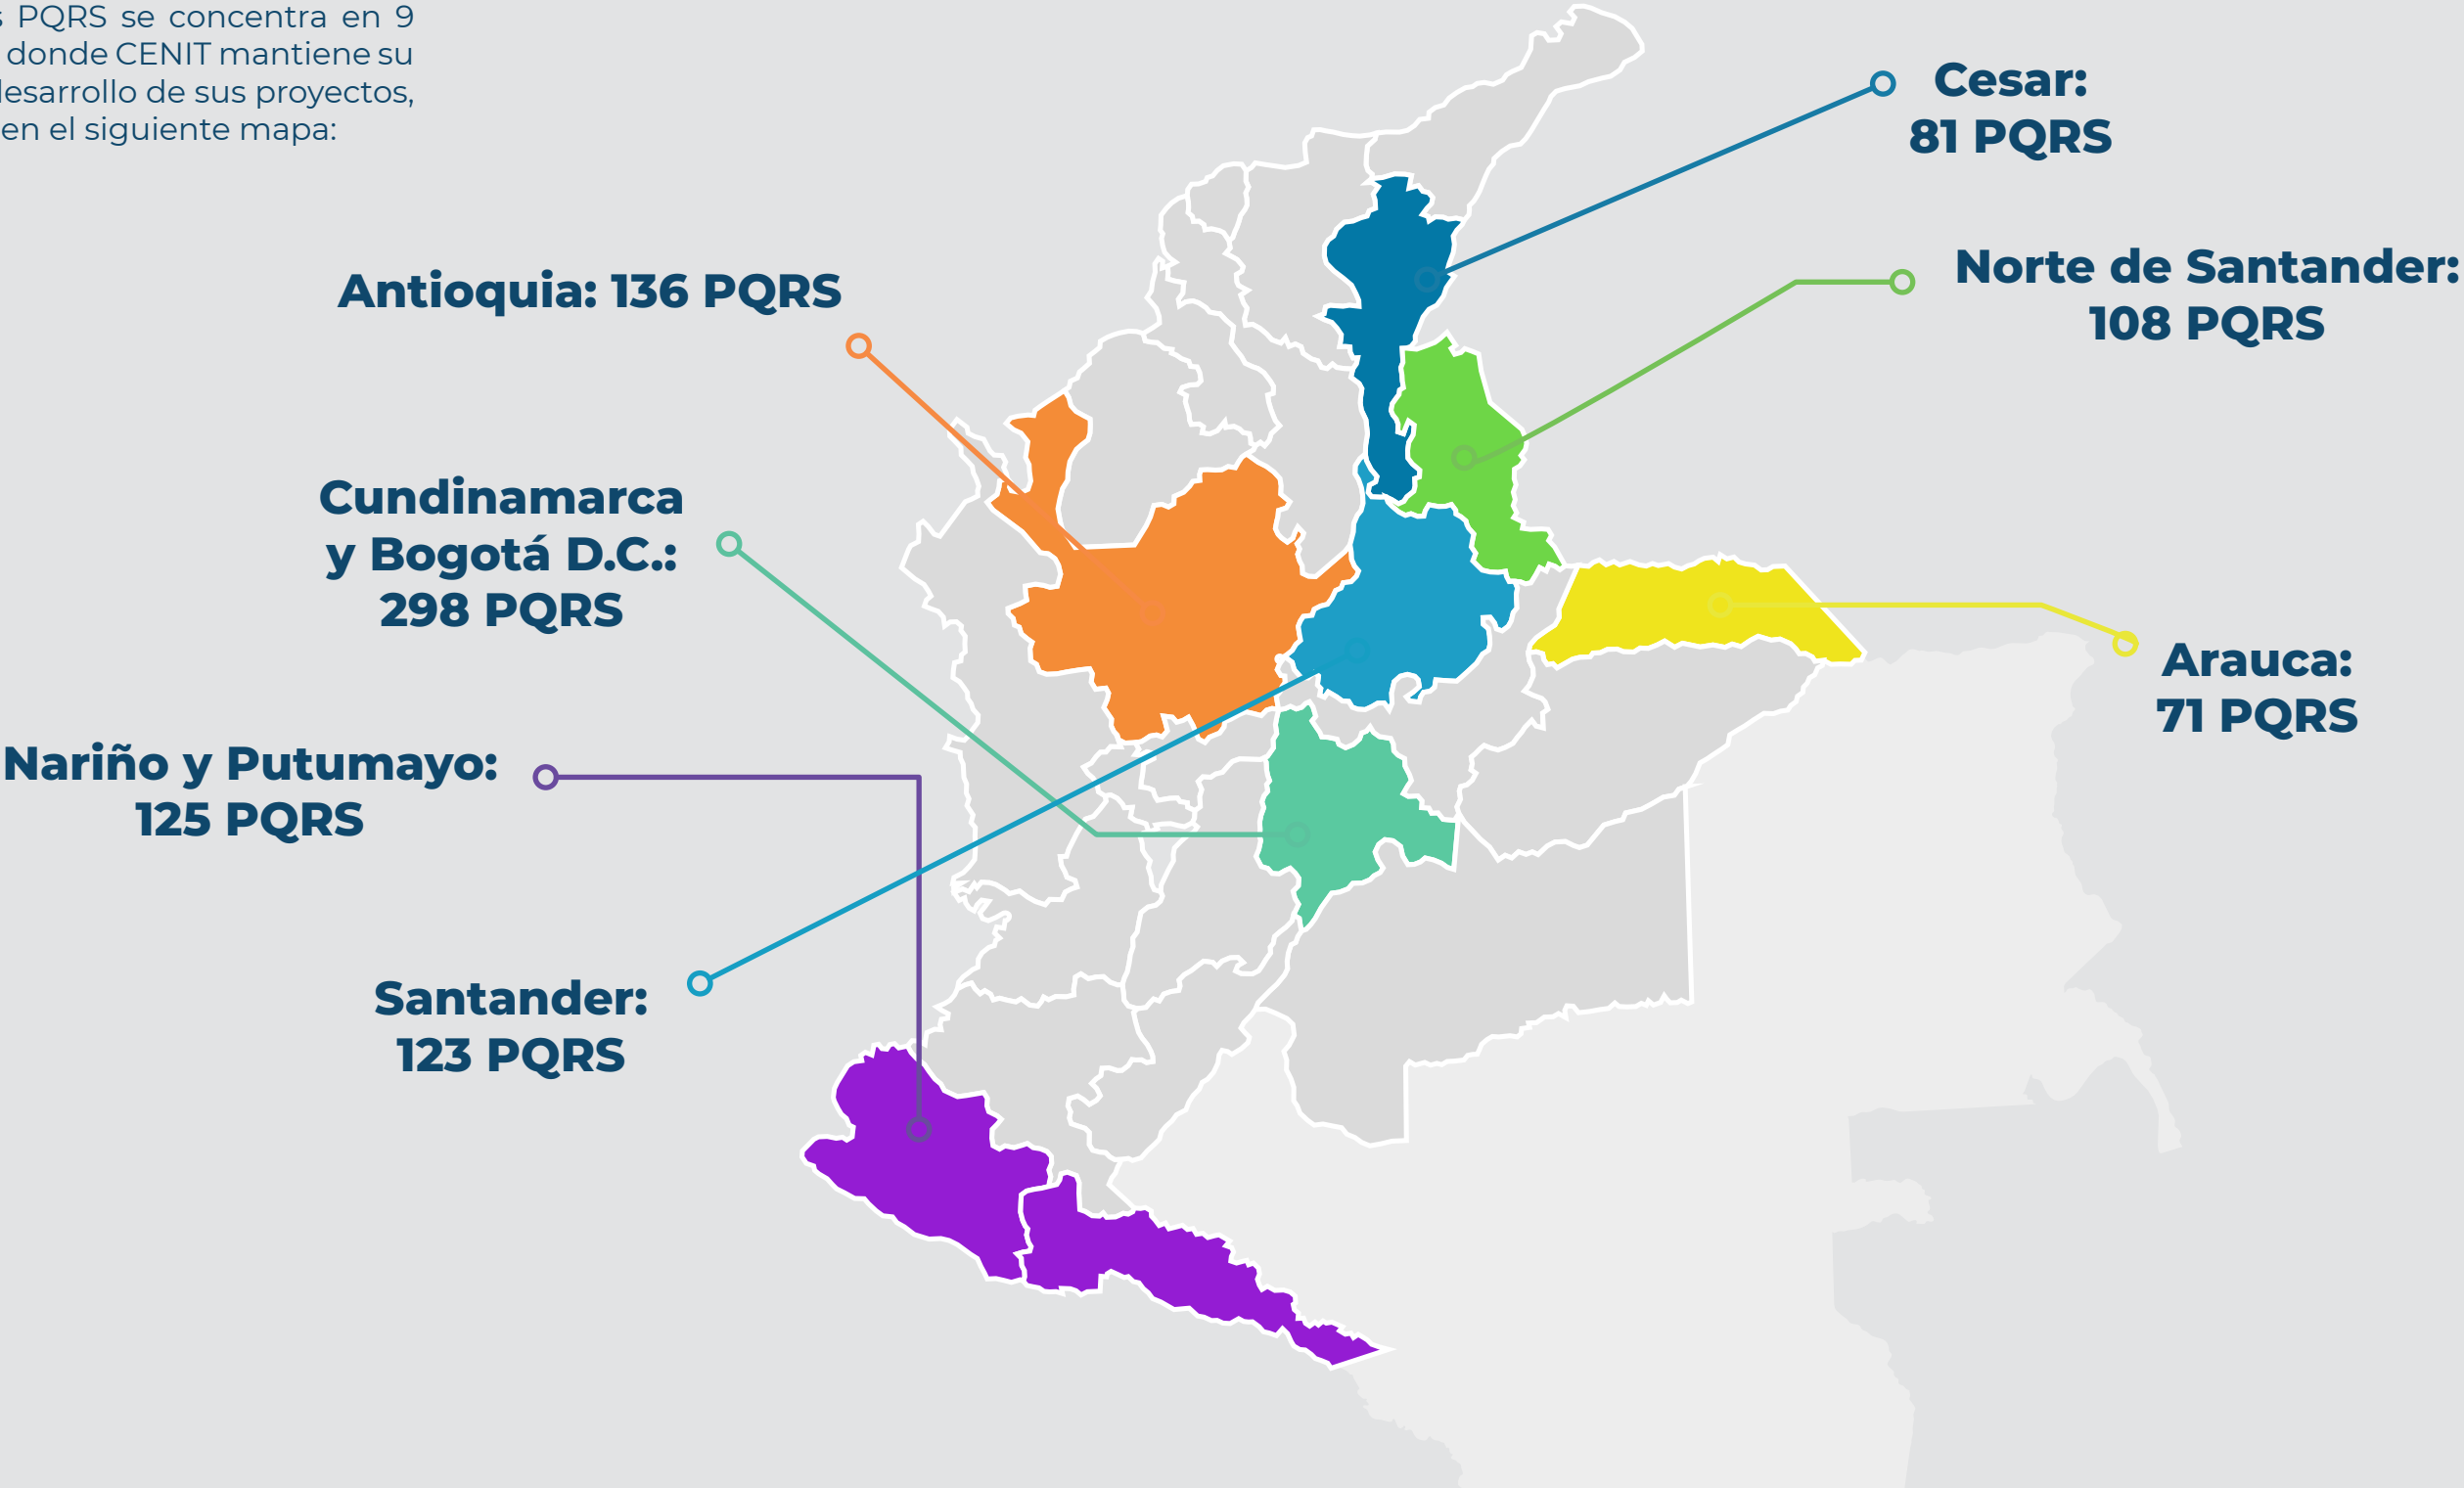 s PQRS se concentra en 9
donde CENIT mantiene su
desarrollo de sus proyectos,
en el siguiente mapa:
Cesar:
81 PQRS
Norte de Santander:
108 PQRS
Antioquia: 136 PQRS
Cundinamarca
y Bogotá D.C.:
298 PQRS
Arauca:
71 PQRS
Nariño y Putumayo:
125 PQRS
Santander:
123 PQRS